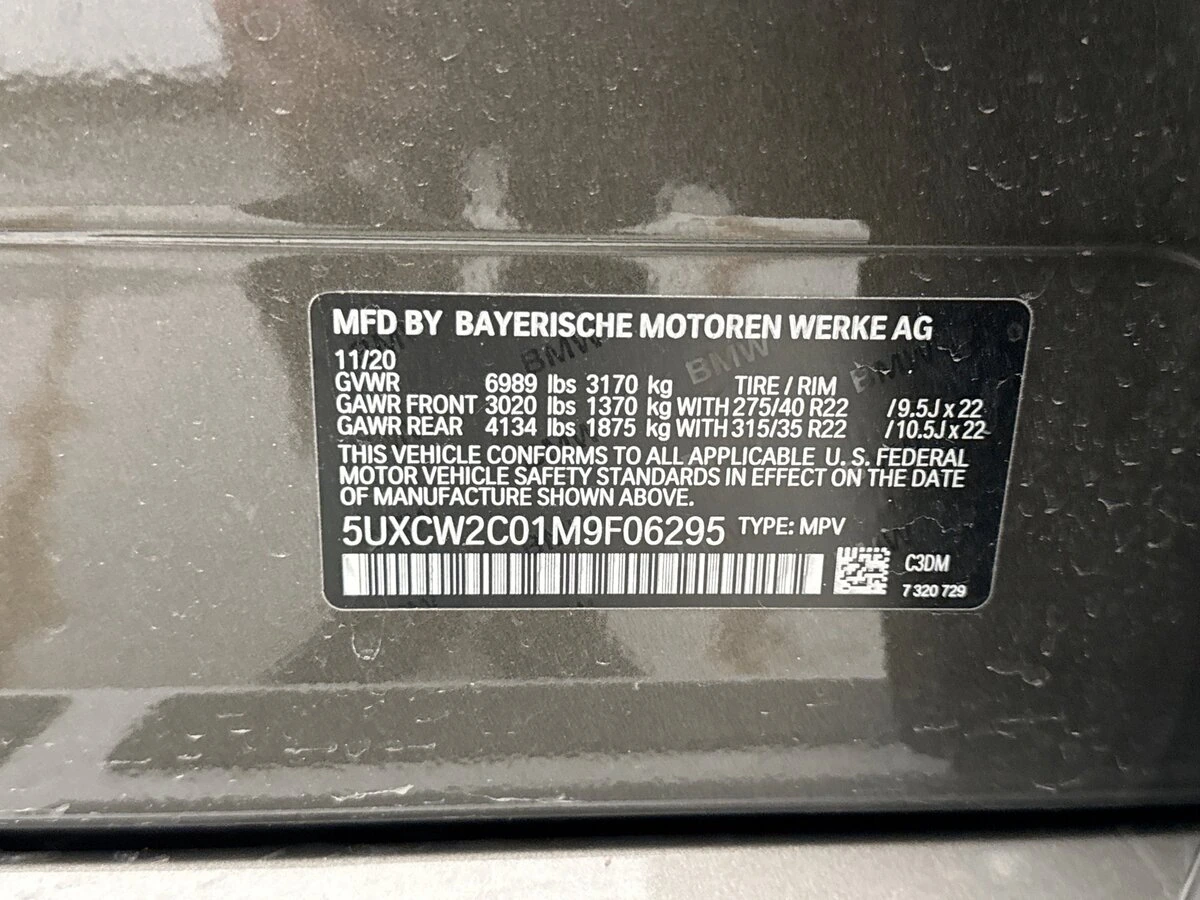 MFD BY BAYERISCHE MOTOREN WERKE AG
11/20
GVWR 6989 lbs 3170 kg TIRE / RIM
GAWR FRONT 3020 lbs 1370 kg WITH 275/40 R22 /9.5J x 22
GAWR REAR 4134 lbs 1875 kg WITH 315/35 R22 /10.5J x 22
THIS VEHICLE CONFORMS TO ALL APPLICABLE U. S. FEDERAL
MOTOR VEHICLE SAFETY STANDARDS IN EFFECT ON THE DATE
OF MANUFACTURE SHOWN ABOVE.
5UXCW2C01M9F06295 TYPE: MPV
C3DM
7 320 729
BMW BMW BMW